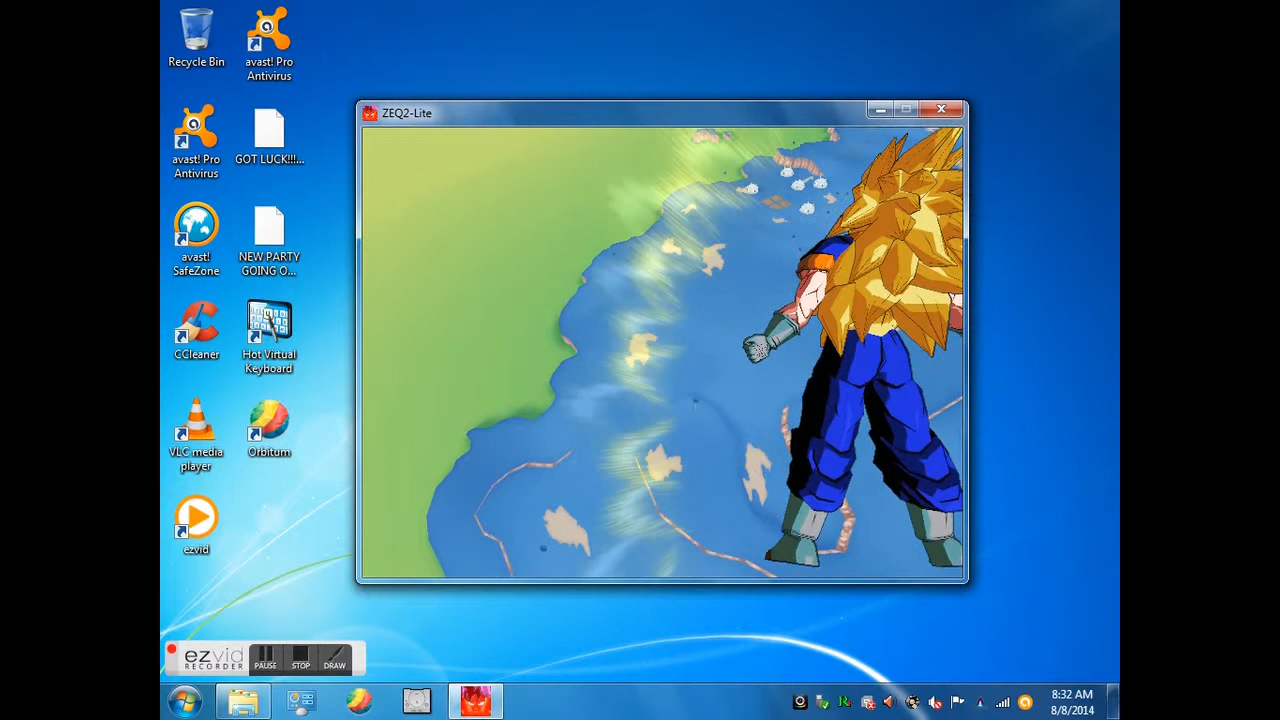 Recycle Bin
avast! Pro
Antivirus
avast! Pro
Antivirus
GOT LUCK!!!...
avast!
SafeZone
NEW PARTY
GOING O...
CCleaner
Hot Virtual
Keyboard
VLC media
player
Orbitum
ezvid
ZEQ2-Lite
ezvid
RECORDER
PAUSE
STOP
DRAW
8:32 AM
8/8/2014